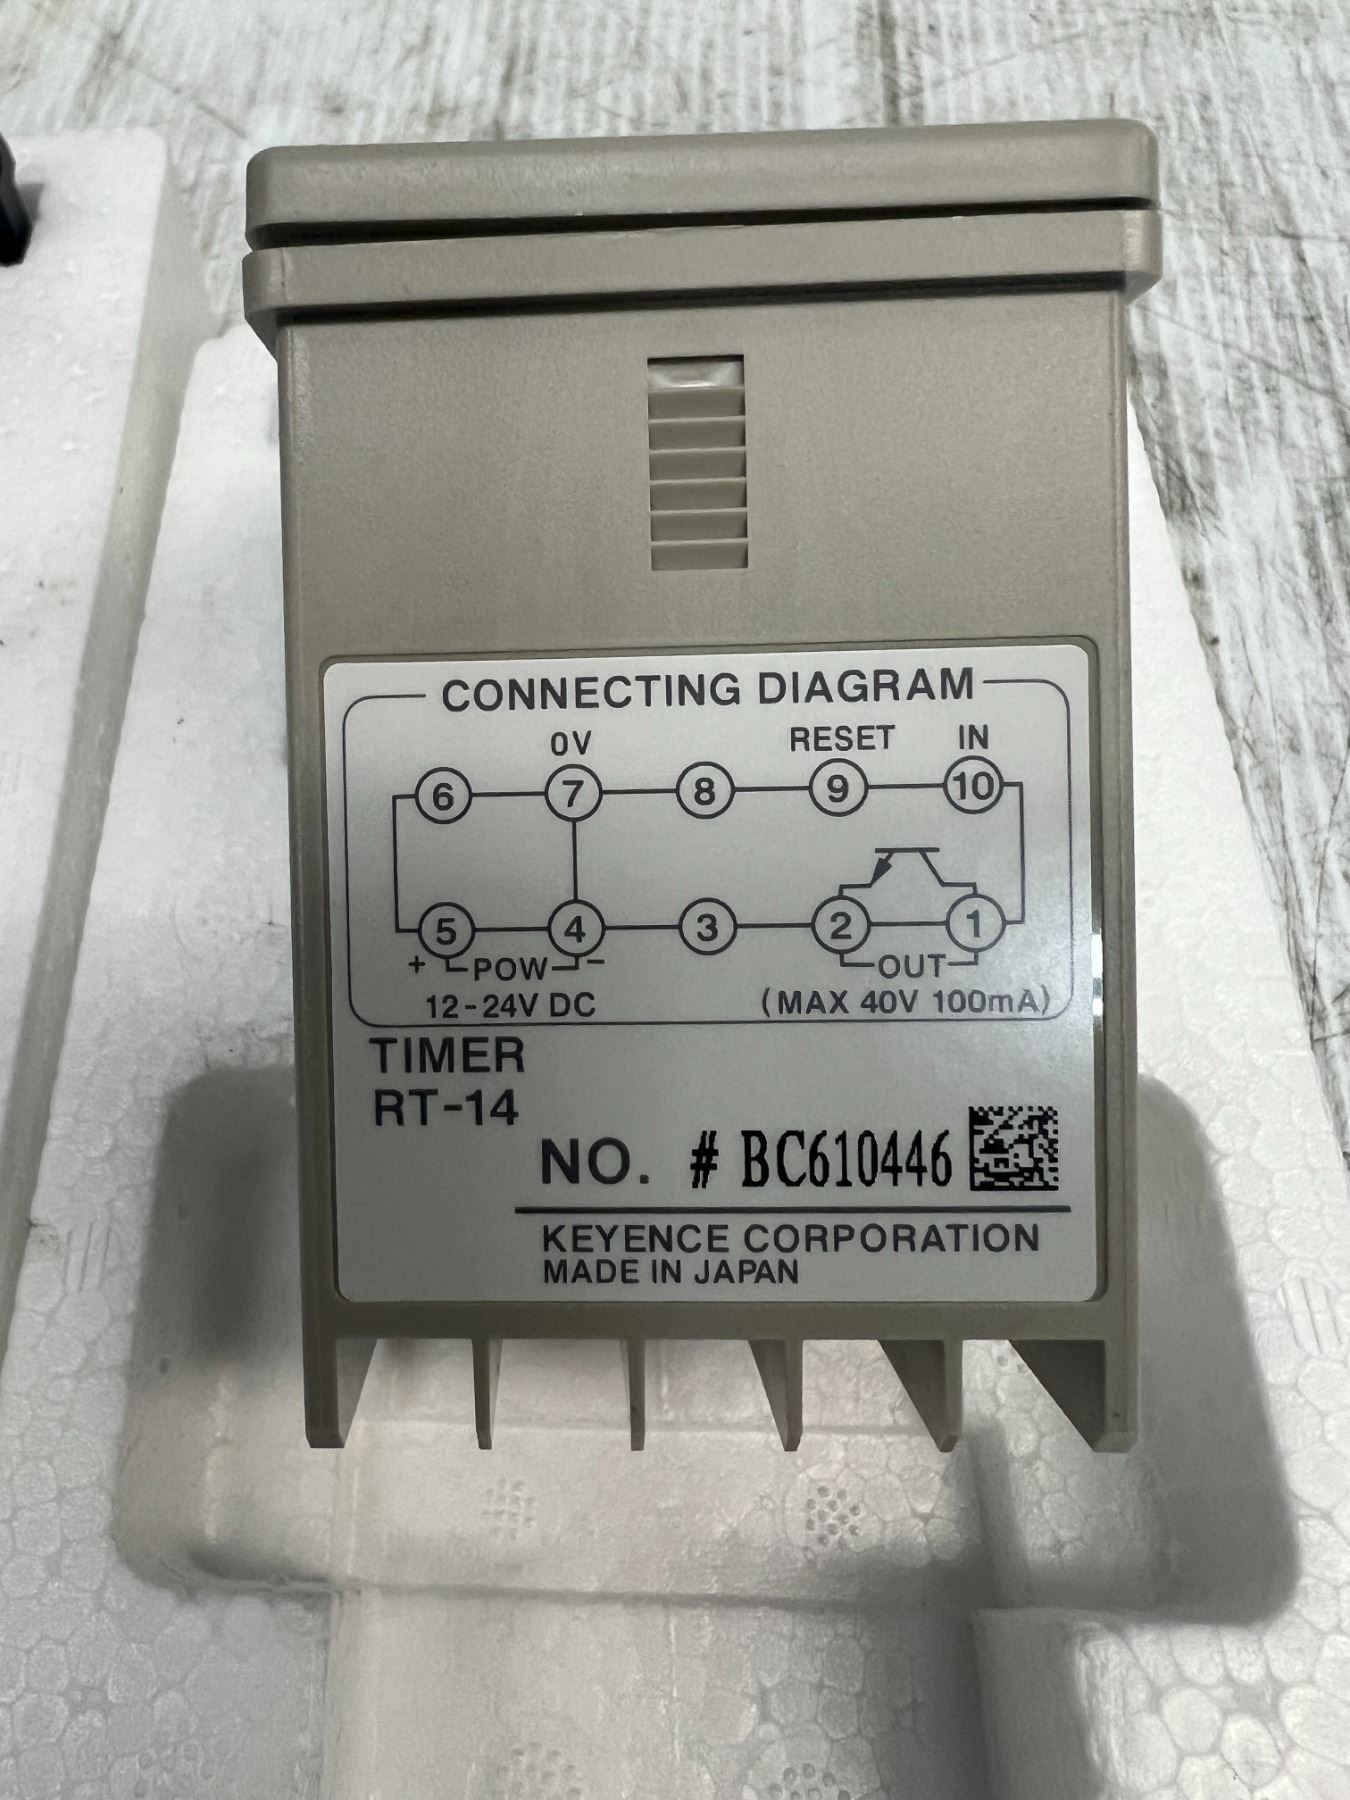 CONNECTING DIAGRAM
0V RESET IN
6 7 8 9 10
5 4 3 2 1
+ POW − OUT
12-24V DC (MAX 40V 100mA)
TIMER
RT-14
NO. # BC610446
KEYENCE CORPORATION
MADE IN JAPAN